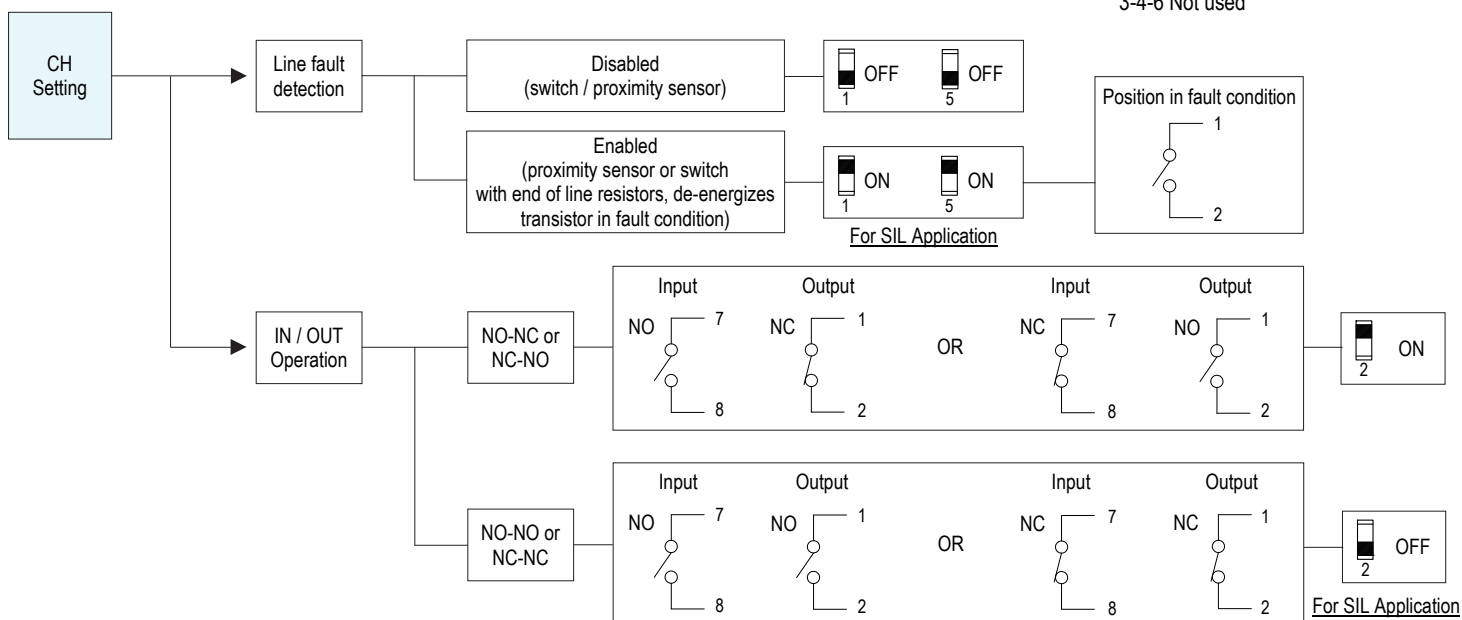 3-4-6 Not used
CH
Setting
Line fault
detection
Disabled
(switch / proximity sensor)
OFF
OFF
1
5
Enabled
(proximity sensor or switch
with end of line resistors, de-energizes
transistor in fault condition)
ON
ON
1
5
For SIL Application
Position in fault condition
1
2
IN / OUT
Operation
NO-NC or
NC-NO
Input
Output
Input
Output
NO
7
NC
1
OR
NC
7
NO
1
8
2
8
2
ON
2
NO-NO or
NC-NC
Input
Output
Input
Output
NO
7
NO
1
OR
NC
7
NC
1
8
2
8
2
OFF
2
For SIL Application